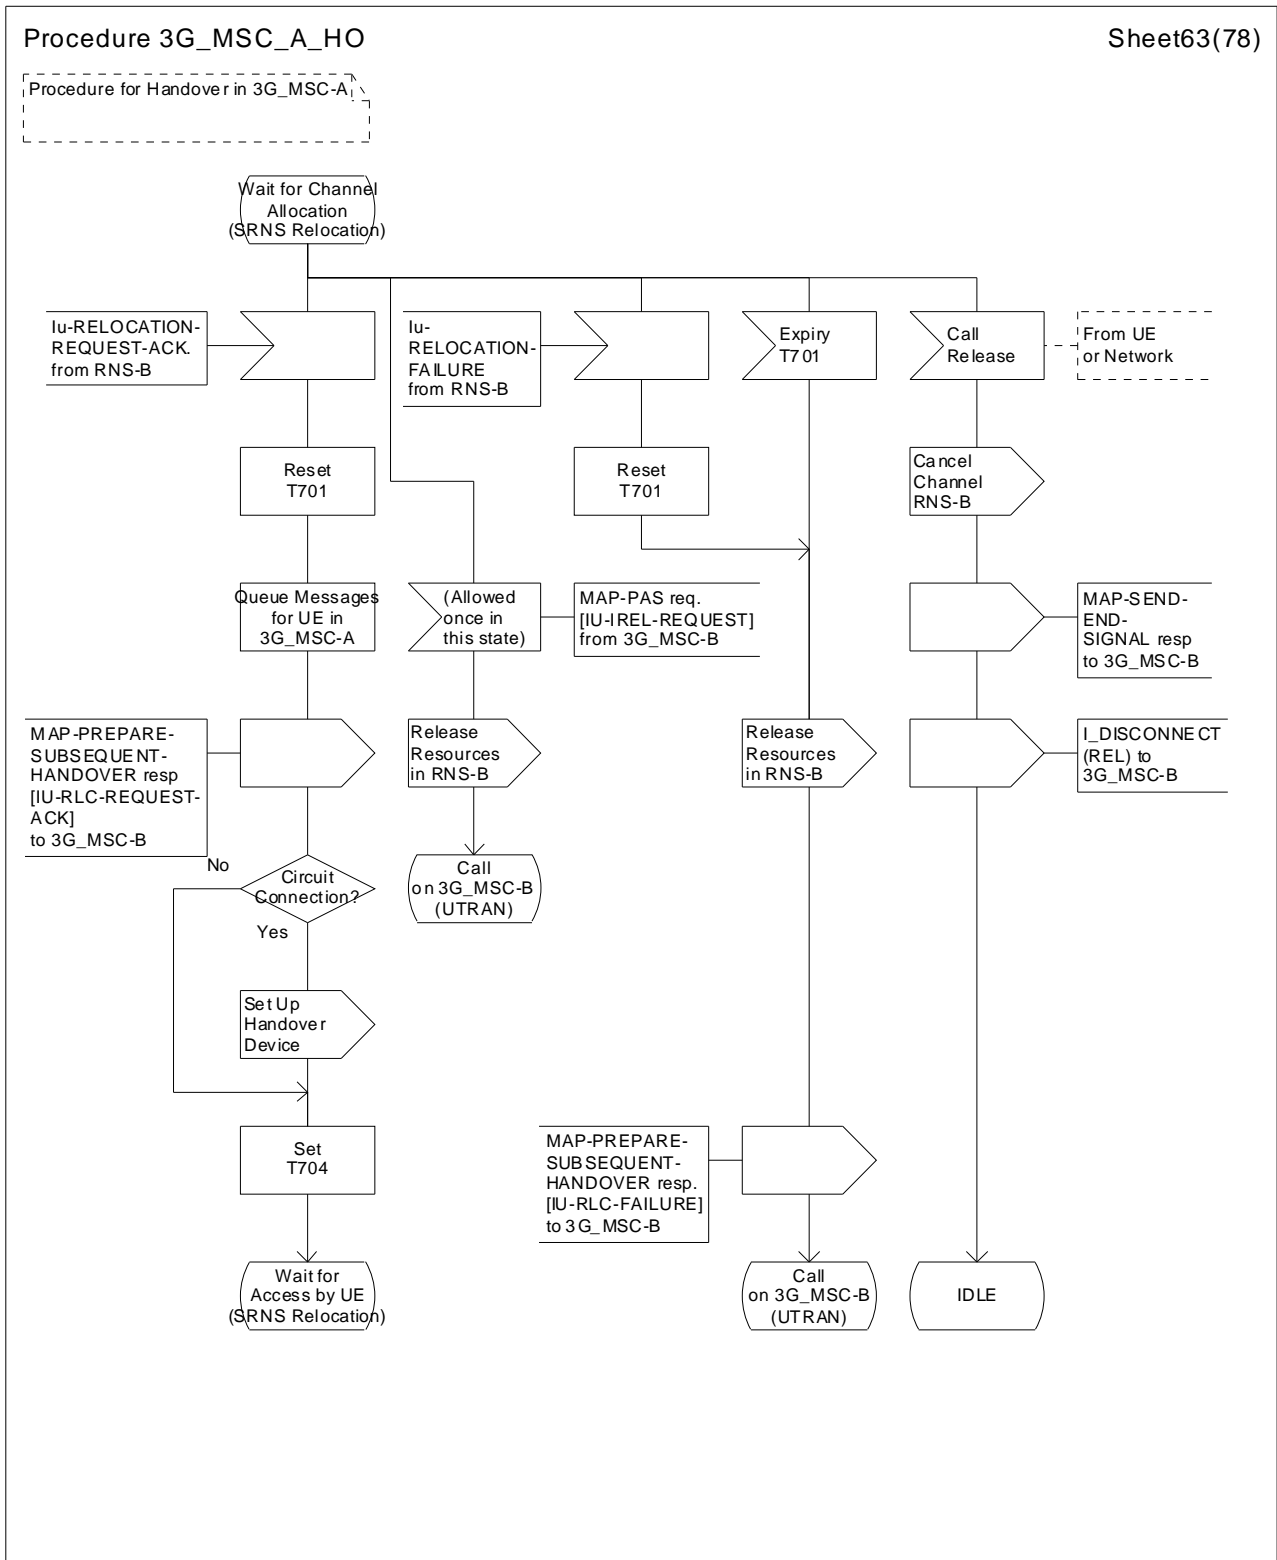 Procedure 3G_MSC_A_HO
Sheet63(78)
Procedure for Handover in 3G_MSC-A
Wait for Channel
Allocation
(SRNS Relocation)
Iu-RELOCATION-
REQUEST-ACK.
from RNS-B
Iu-
RELOCATION-
FAILURE
from RNS-B
Expiry
T701
Call
Release
From UE
or Network
Reset
T701
Reset
T701
Cancel
Channel
RNS-B
Queue Messages
for UE in
3G_MSC-A
(Allowed
once in
this state)
MAP-PAS req.
[IU-IREL-REQUEST]
from 3G_MSC-B
MAP-SEND-
END-
SIGNAL resp
to 3G_MSC-B
MAP-PREPARE-
SUBSEQUENT-
HANDOVER resp
[IU-RLC-REQUEST-
ACK]
to 3G_MSC-B
Release
Resources
in RNS-B
Release
Resources
in RNS-B
I_DISCONNECT
(REL) to
3G_MSC-B
No
Circuit
Connection?
Yes
Call
on 3G_MSC-B
(UTRAN)
Set Up
Handover
Device
Set
T704
MAP-PREPARE-
SUBSEQUENT-
HANDOVER resp.
[IU-RLC-FAILURE]
to 3G_MSC-B
Wait for
Access by UE
(SRNS Relocation)
Call
on 3G_MSC-B
(UTRAN)
IDLE